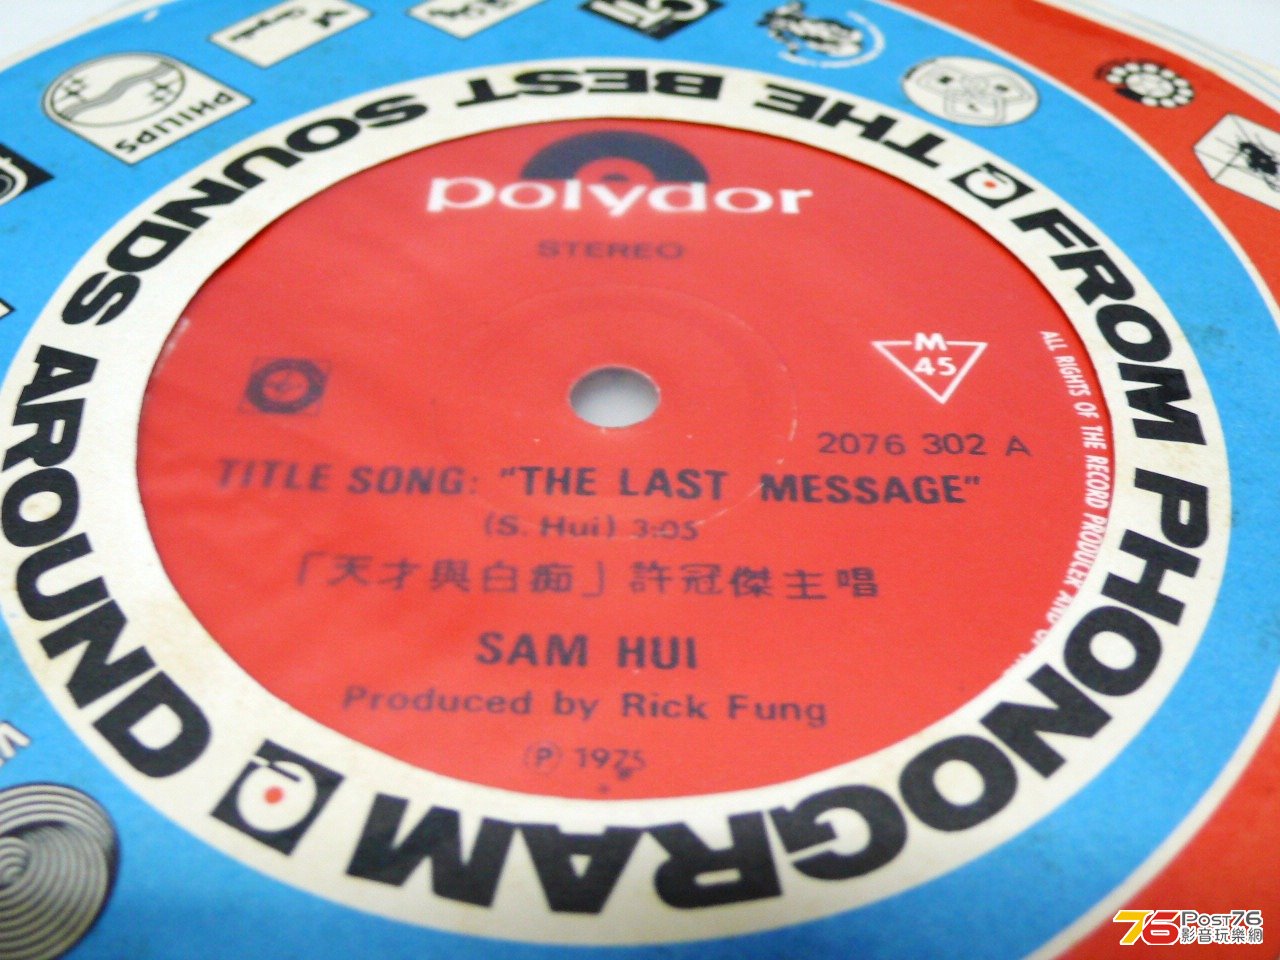 polydor
STEREO
M
45
2076 302 A
TITLE SONG: "THE LAST MESSAGE"
(S. Hui) 3:05
「天才與白痴」許冠傑主唱
SAM HUI
Produced by Rick Fung
Ⓟ 1975
ALL RIGHTS OF THE RECORD PRODUCER AND OF
FROM PHONOGRAM
THE BEST SOUNDS AROUND
PHILIPS
POST76
影音玩樂網